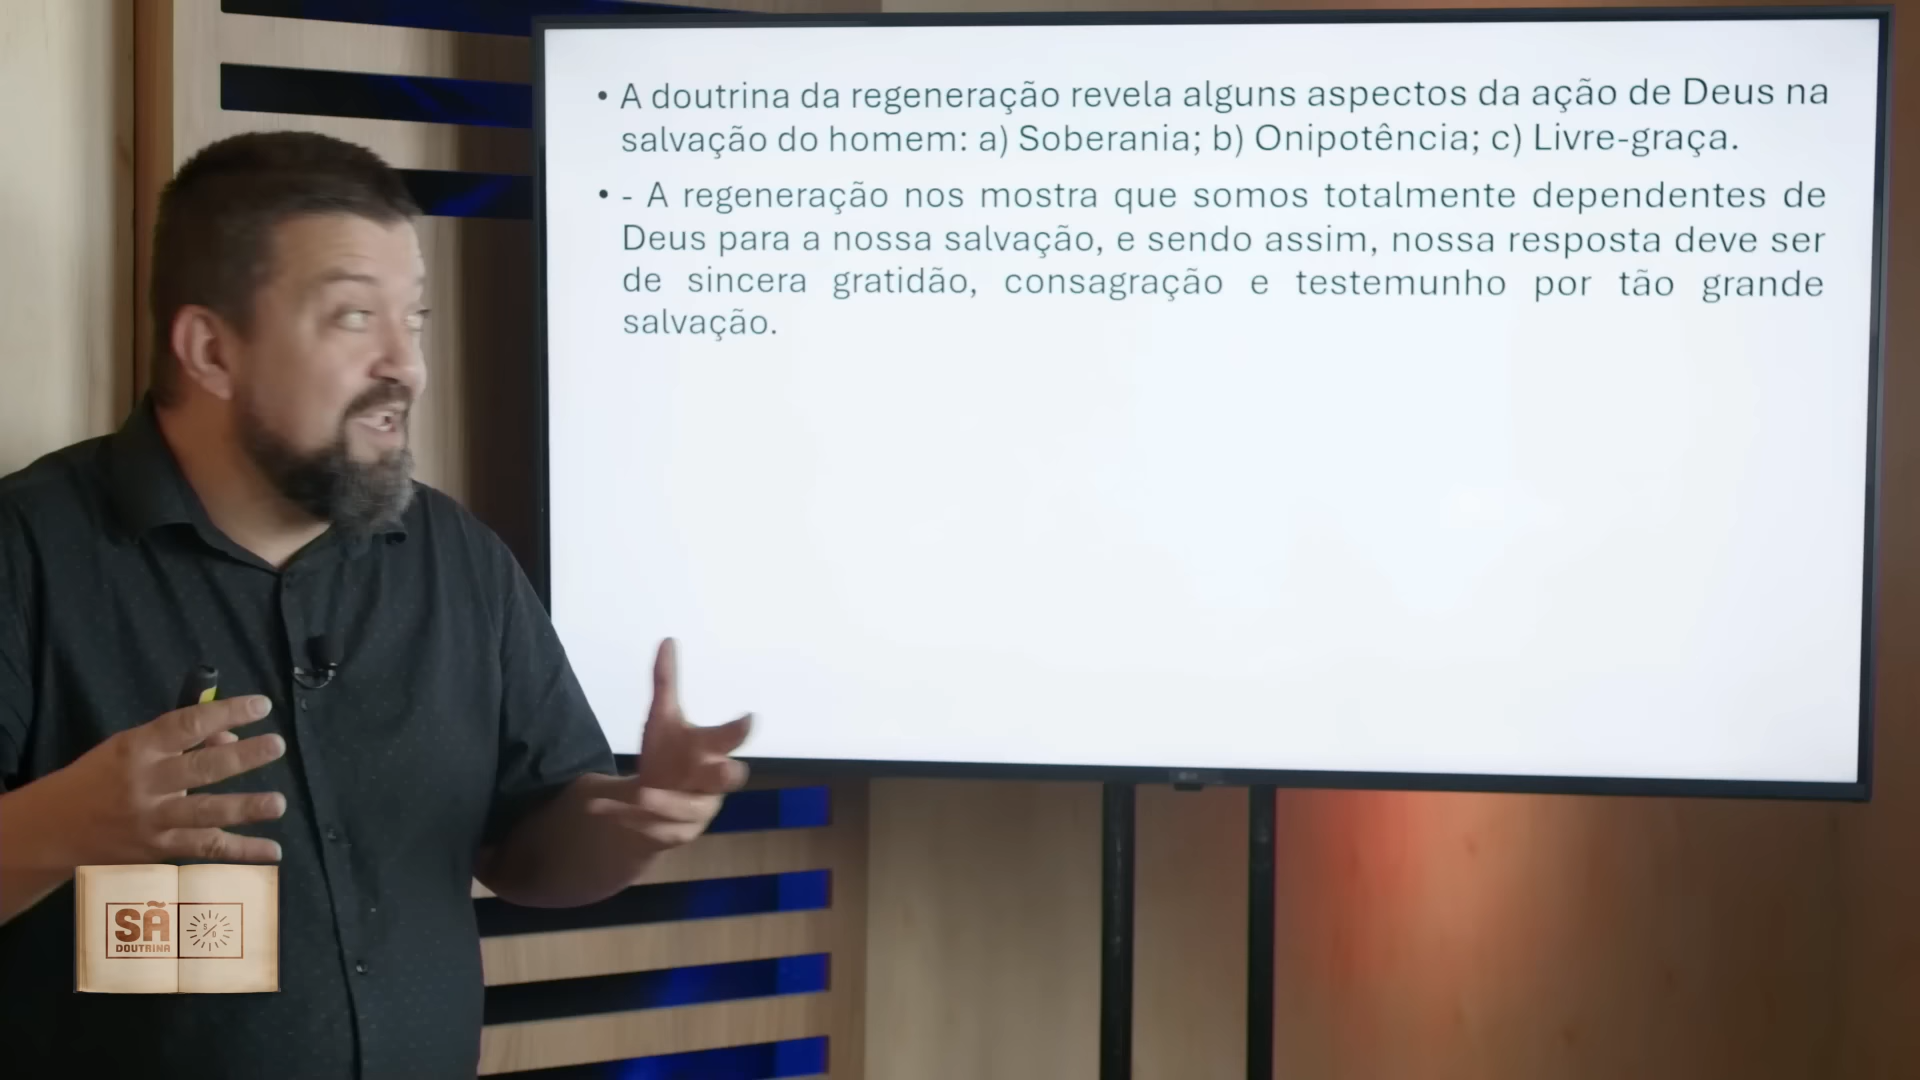 • A doutrina da regeneração revela alguns aspectos da ação de Deus na
salvação do homem: a) Soberania; b) Onipotência; c) Livre-graça.
• - A regeneração nos mostra que somos totalmente dependentes de
Deus para a nossa salvação, e sendo assim, nossa resposta deve ser
de sincera gratidão, consagração e testemunho por tão grande
salvação.
SÃ
DOUTRINA
S/D